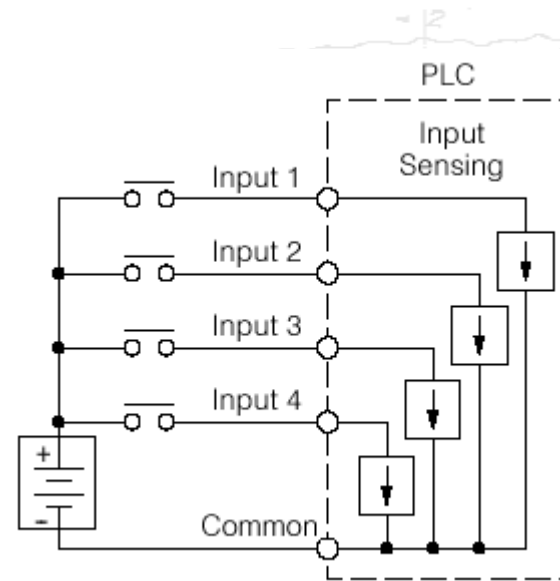 PLC
Input
Sensing
Input 1
Input 2
Input 3
Input 4
+
-
Common